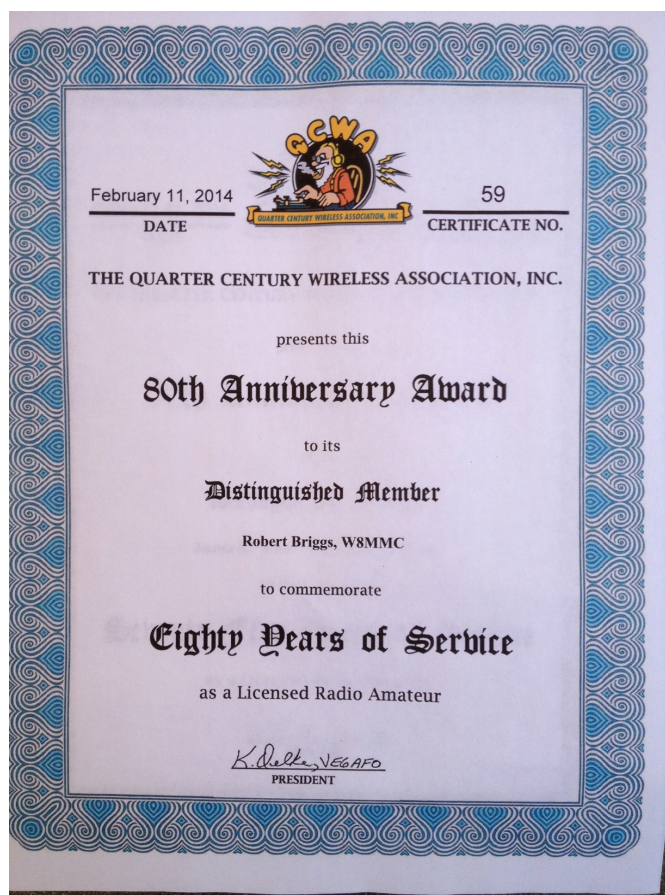 QCWA
QUARTER CENTURY WIRELESS ASSOCIATION, INC
February 11, 2014
DATE
59
CERTIFICATE NO.
THE QUARTER CENTURY WIRELESS ASSOCIATION, INC.
presents this
80th Anniversary Award
to its
Distinguished Member
Robert Briggs, W8MMC
to commemorate
Eighty Years of Service
as a Licensed Radio Amateur
K. Oelke, VE6AFO
PRESIDENT